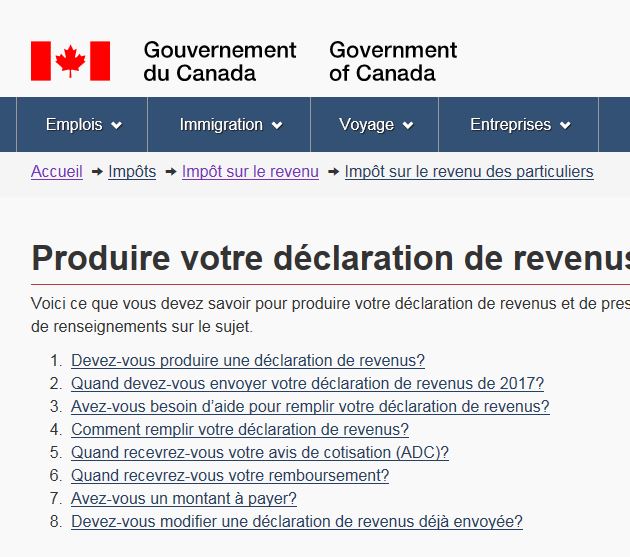 Gouvernement du Canada
Government of Canada
Emplois
Immigration
Voyage
Entreprises
Accueil → Impôts → Impôt sur le revenu → Impôt sur le revenu des particuliers
Produire votre déclaration de revenus
Voici ce que vous devez savoir pour produire votre déclaration de revenus et de
de renseignements sur le sujet.
1. Devez-vous produire une déclaration de revenus?
2. Quand devez-vous envoyer votre déclaration de revenus de 2017?
3. Avez-vous besoin d'aide pour remplir votre déclaration de revenus?
4. Comment remplir votre déclaration de revenus?
5. Quand recevrez-vous votre avis de cotisation (ADC)?
6. Quand recevrez-vous votre remboursement?
7. Avez-vous un montant à payer?
8. Devez-vous modifier une déclaration de revenus déjà envoyée?